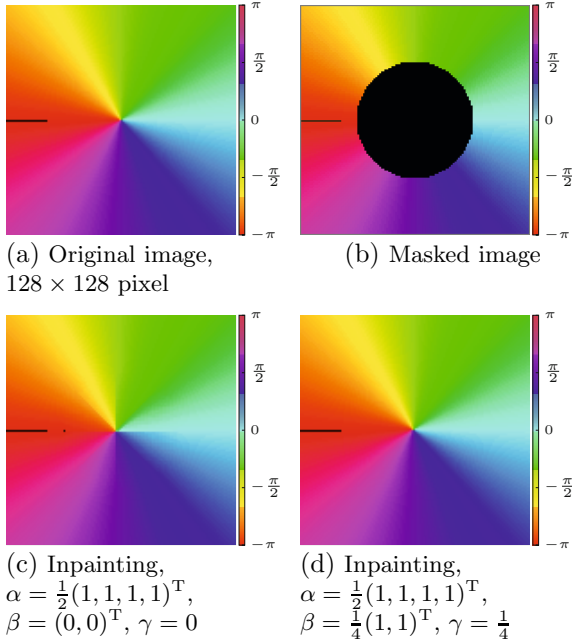 π
π/2
0
−π/2
−π
π
π/2
0
−π/2
−π
(a) Original image,
128 × 128 pixel
(b) Masked image
π
π/2
0
−π/2
−π
π
π/2
0
−π/2
−π
(c) Inpainting,
α = 1/2(1, 1, 1, 1)ᵀ,
β = (0, 0)ᵀ, γ = 0
(d) Inpainting,
α = 1/2(1, 1, 1, 1)ᵀ,
β = 1/4(1, 1)ᵀ, γ = 1/4